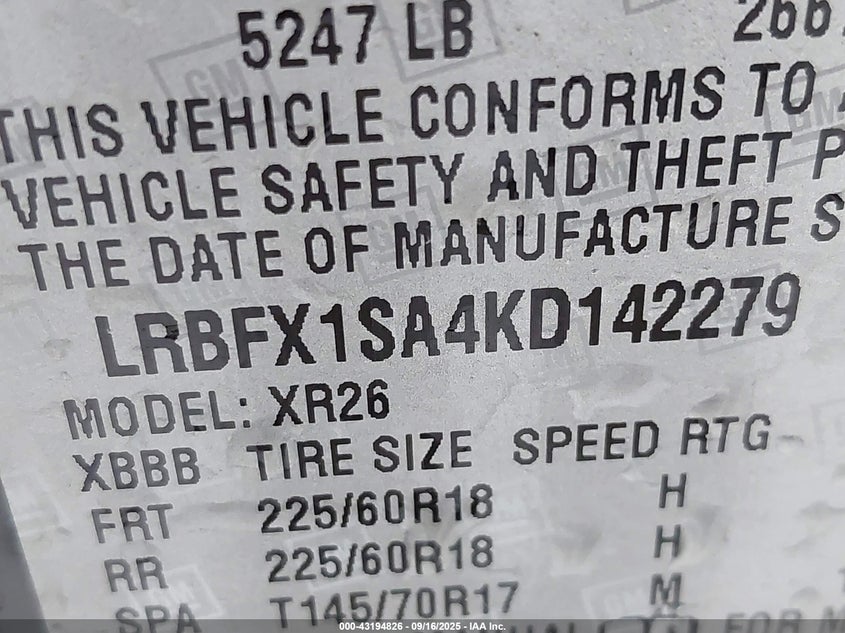 5247 LB 266
THIS VEHICLE CONFORMS TO
VEHICLE SAFETY AND THEFT P
THE DATE OF MANUFACTURE S
LRBFX1SA4KD142279
MODEL: XR26
XBBB TIRE SIZE SPEED RTG
FRT 225/60R18 H
RR 225/60R18 H
SPA T145/70R17 M
FOR M
000-43194826 - 09/16/2025 - IAA Inc.